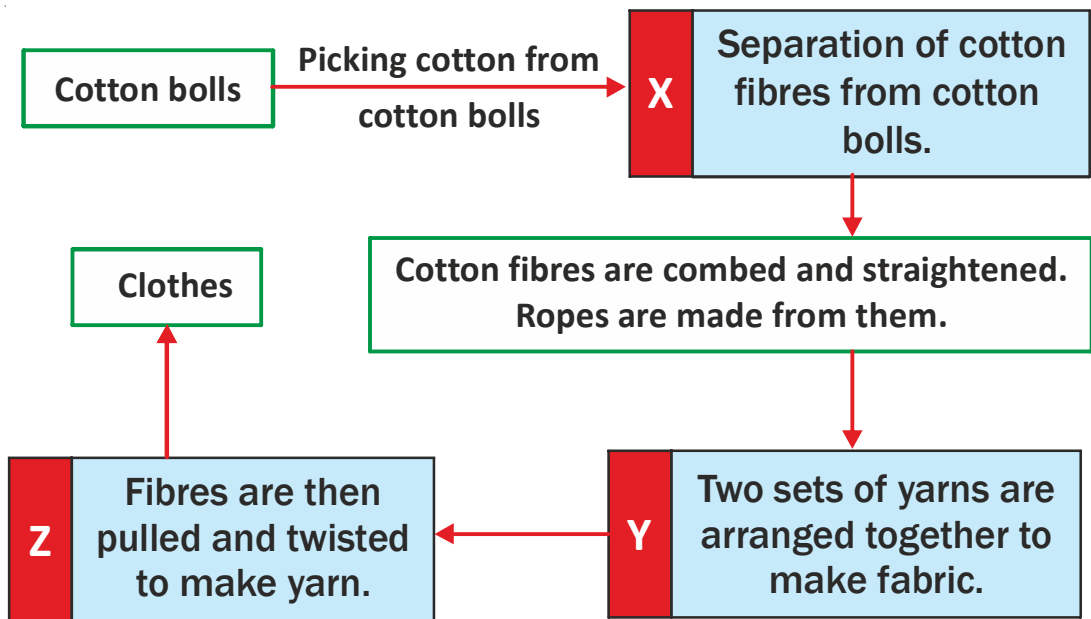 Cotton bolls
Picking cotton from
cotton bolls
X
Separation of cotton
fibres from cotton
bolls.
Cotton fibres are combed and straightened.
Ropes are made from them.
Y
Two sets of yarns are
arranged together to
make fabric.
Z
Fibres are then
pulled and twisted
to make yarn.
Clothes